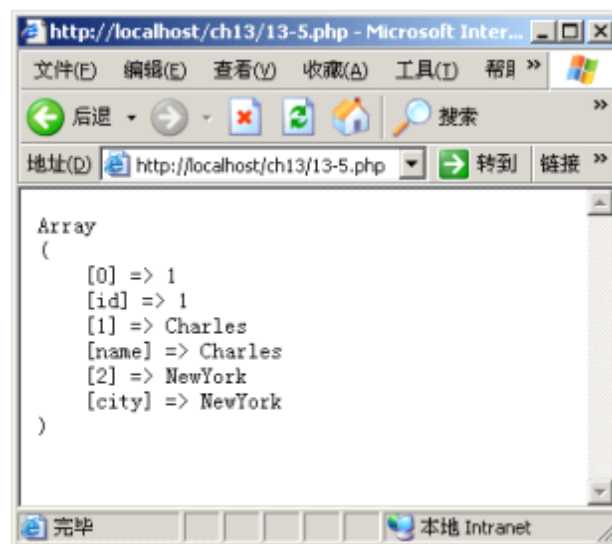 http://localhost/ch13/13-5.php - Microsoft Inter...
文件(F) 编辑(E) 查看(V) 收藏(A) 工具(T) »
后退 搜索 »
地址(D) http://localhost/ch13/13-5.php 转到 链接 »
Array
(
[0] => 1
[id] => 1
[1] => Charles
[name] => Charles
[2] => NewYork
[city] => NewYork
)
完毕 本地 Intranet